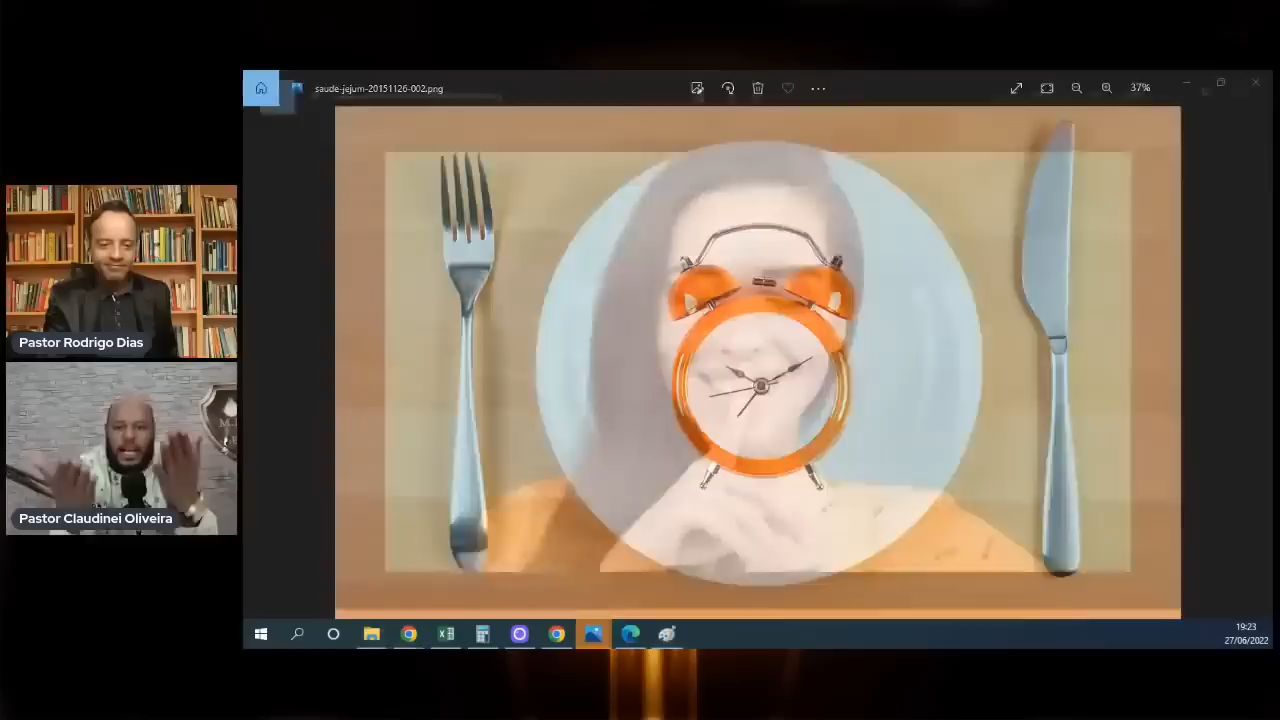 saude-jejum-20151126-002.png
37%
Pastor Rodrigo Dias
Pastor Claudinei Oliveira
19:23
27/06/2022